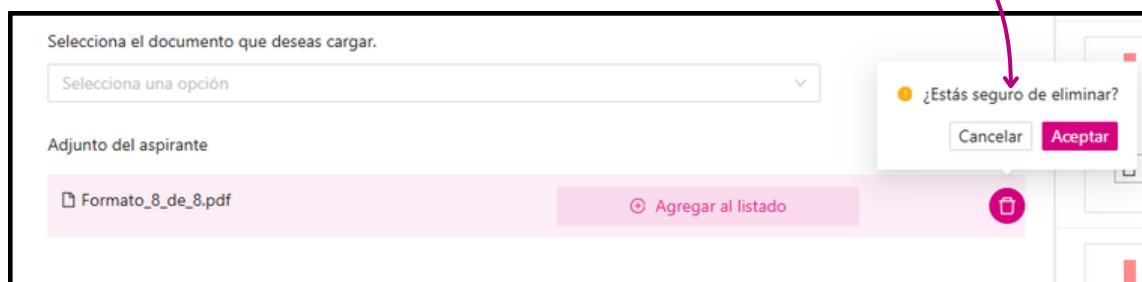 Selecciona el documento que deseas cargar.
Selecciona una opción
¿Estás seguro de eliminar?
Cancelar
Aceptar
Adjunto del aspirante
Formato_8_de_8.pdf
Agregar al listado